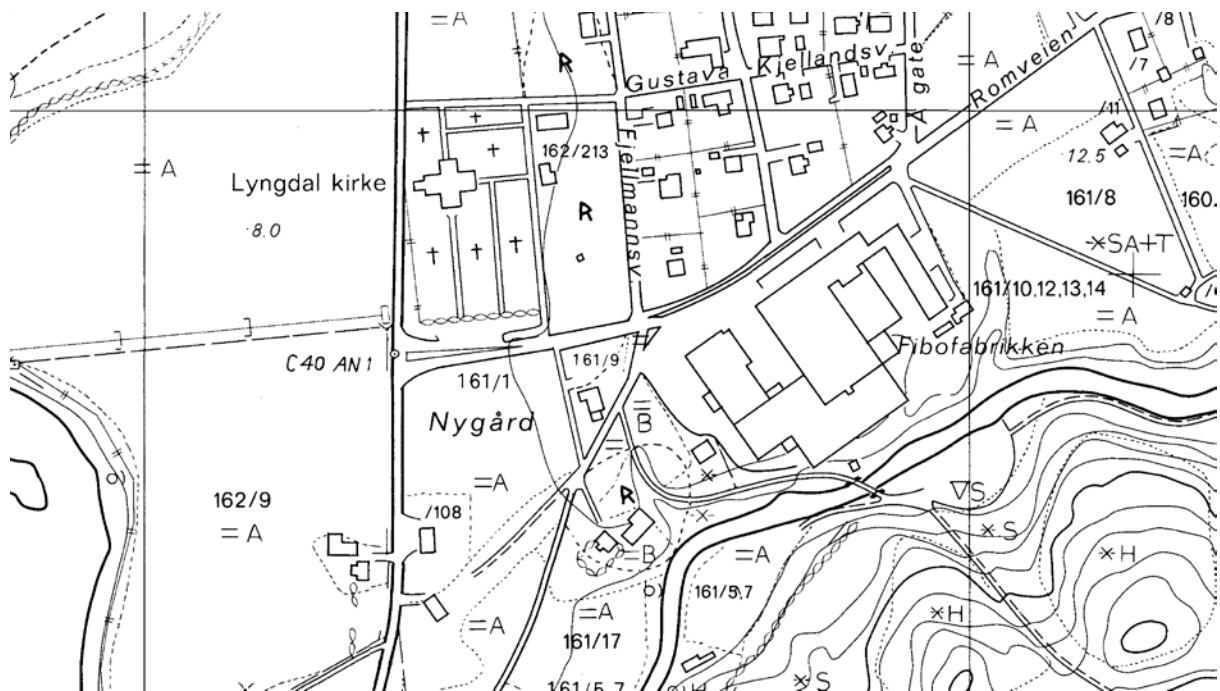 =A
R
Gustava Kjellandsv.
gate
Romveien
/8
/7
=A
/11
=A
A
=A
12.5
162/213
Fjellmannsv.
=A
Lyngdal kirke
R
161/8
160.
8.0
SA+T
161/10,12,13,14
=A
Fibofabrikken
C40 AN1
161/9
161/1
Nygård
B
=A
R
S
162/9
=A
/108
S
H
=B
=A
b)
161/5,7
=A
H
=A
161/17
161/5,7
H
S